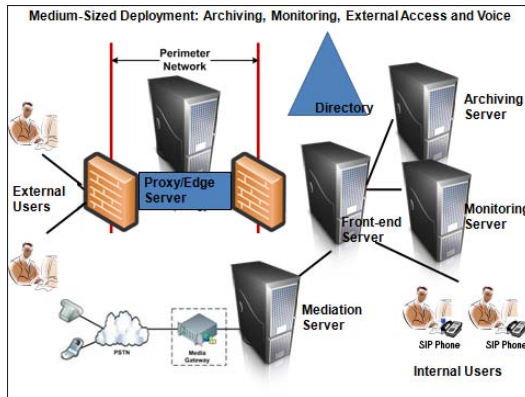 Medium-Sized Deployment: Archiving, Monitoring, External Access and Voice
Perimeter
Network
Directory
Archiving
Server
External
Users
Proxy/Edge
Server
Front-end
Server
Monitoring
Server
Mediation
Server
PSTN
Media
Gateway
SIP Phone
SIP Phone
Internal Users